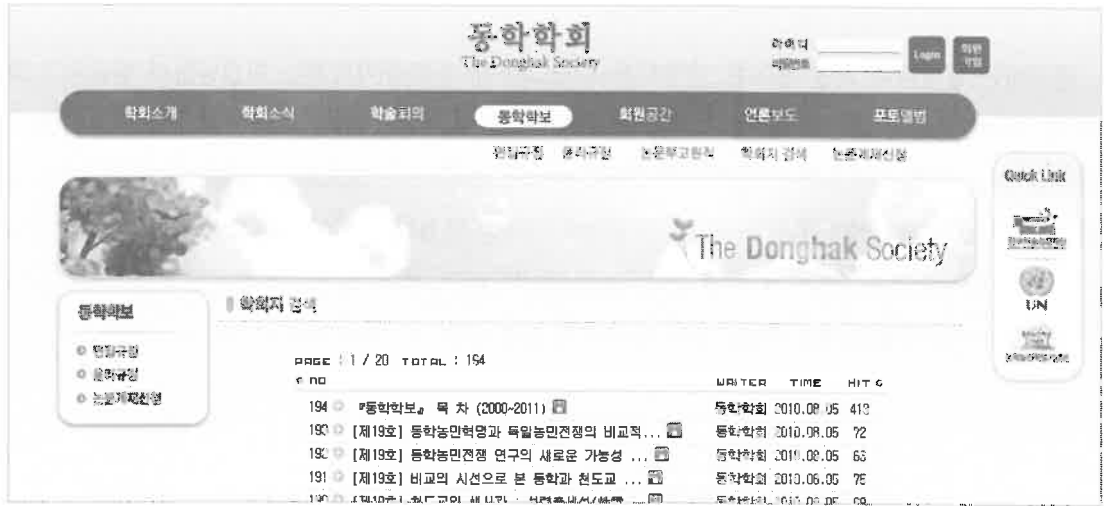 동학학회
The Donghak Society
아이디
비밀번호
Login
회원
가입
학회소개 학회소식 학술회의 동학학보 회원공간 언론보도 포토앨범
편집규정 윤리규정 논문투고원칙 학회지 검색 논문게재신청
Quick Link
The Donghak Society
UN
동학학보
학회지 검색
편집규정
윤리규정
논문게재신청
PAGE : 1 / 20 TOTAL : 194
no WRITER TIME HIT
194 『동학학보』 목 차 (2000~2011) 동학학회 2010.08.05
[제19호] 동학농민혁명과 독일농민전쟁의 비교적... 동학학회 2010.08.05 72
[제19호] 동학농민전쟁 연구의 새로운 가능성 ... 동학학회 63
191 [제19호] 비교의 시선으로 본 동학과 천도교 ... 동학학회